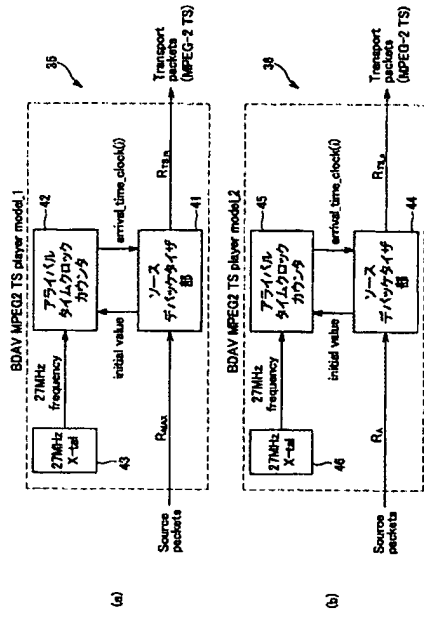 (a)
BDAV MPEG2 TS player model_1
35
27MHz
X-tal
43
27MHz
frequency
アライバル
タイムクロック
カウンタ
42
initial value
arrival_time_clock(i)
Source
packets
RMAX
ソース
デパケッタイザ
部
41
RTS,n
Transport
packets
(MPEG-2 TS)
(b)
BDAV MPEG2 TS player model_2
27MHz
X-tal
46
27MHz
frequency
アライバル
タイムクロック
カウンタ
45
initial value
arrival_time_clock(i)
Source
packets
RA
ソース
デパケッタイザ
部
44
Transport
packets
(MPEG-2 TS)